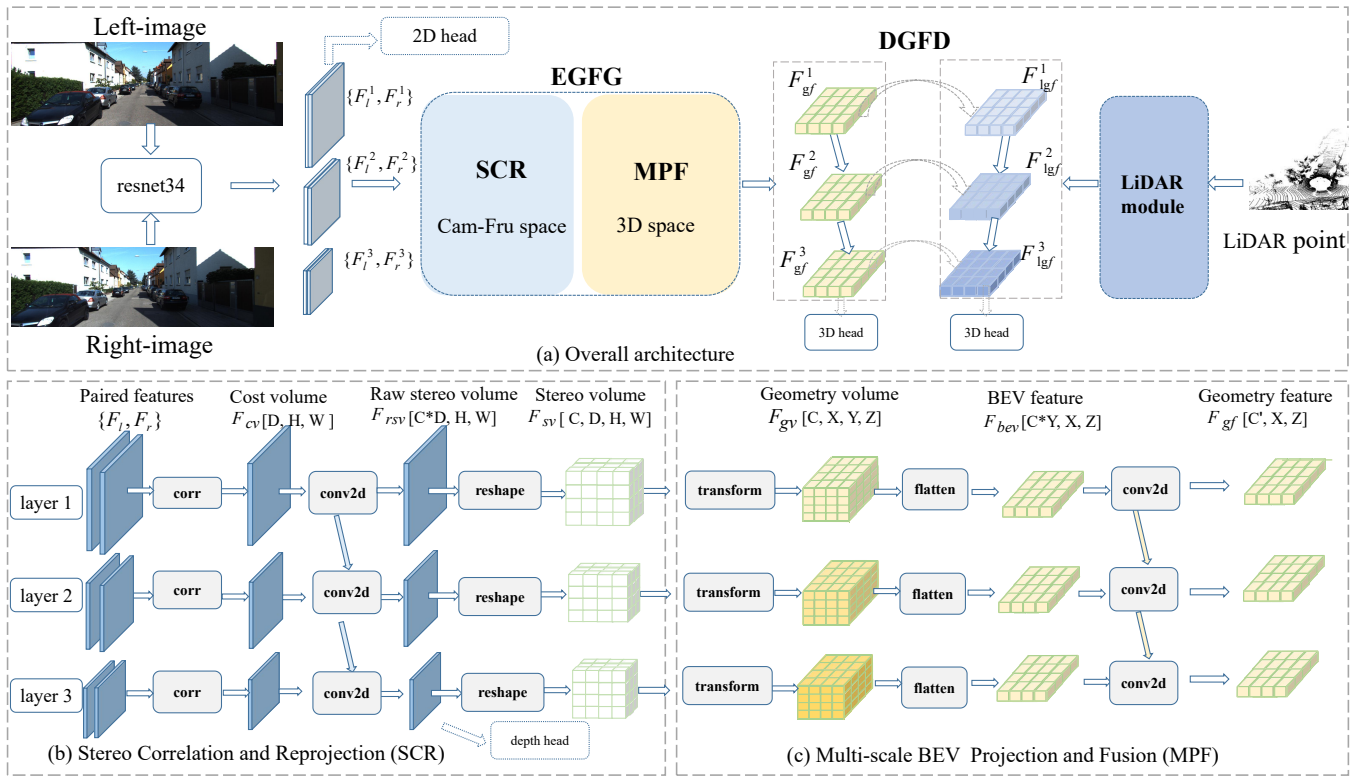 Left-image
resnet34
Right-image
2D head
{F_l^1, F_r^1}
{F_l^2, F_r^2}
{F_l^3, F_r^3}
EGFG
SCR
Cam-Fru space
MPF
3D space
DGFD
F_gf^1
F_gf^2
F_gf^3
F_lgf^1
F_lgf^2
F_lgf^3
3D head
3D head
LiDAR
module
LiDAR point
(a) Overall architecture
Paired features
{F_l, F_r}
Cost volume
F_cv [D, H, W ]
Raw stereo volume
F_rsv [C*D, H, W]
Stereo volume
F_sv [ C, D, H, W]
layer 1
corr
conv2d
reshape
layer 2
corr
conv2d
reshape
layer 3
corr
conv2d
reshape
depth head
(b) Stereo Correlation and Reprojection (SCR)
Geometry volume
F_gv [C, X, Y, Z]
BEV feature
F_bev [C*Y, X, Z]
Geometry feature
F_gf [C', X, Z]
transform
flatten
conv2d
transform
flatten
conv2d
transform
flatten
conv2d
(c) Multi-scale BEV Projection and Fusion (MPF)